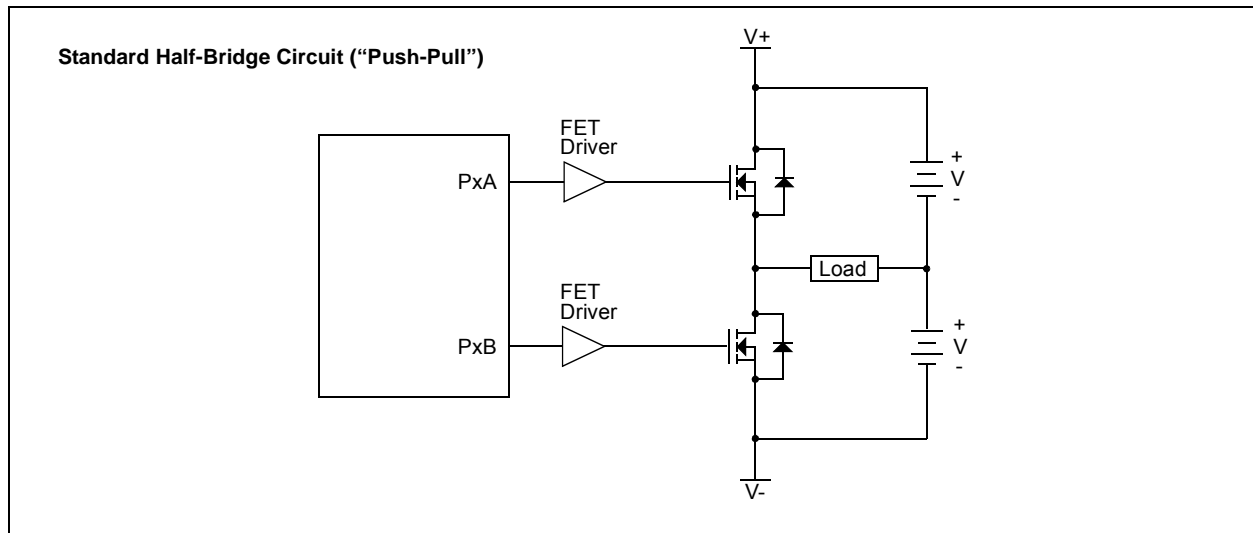 Standard Half-Bridge Circuit (“Push-Pull”)
V+
FET
Driver
PxA
+
V
-
Load
FET
Driver
PxB
+
V
-
V-